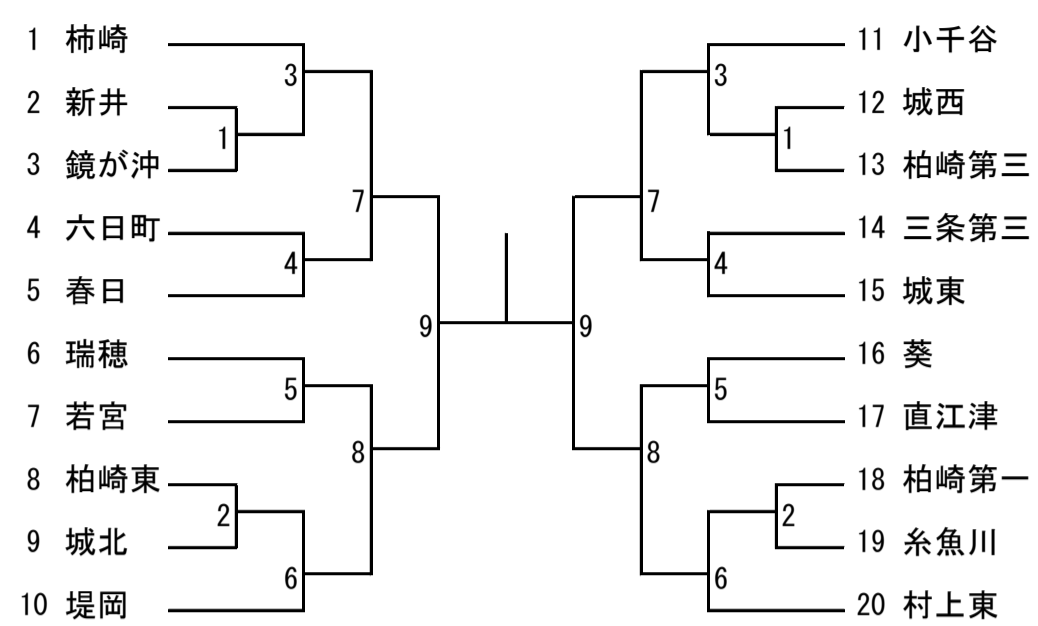 1 柿崎
2 新井
3 鏡が沖
4 六日町
5 春日
6 瑞穂
7 若宮
8 柏崎東
9 城北
10 堤岡
3
1
7
4
9
5
8
2
6
11 小千谷
12 城西
13 柏崎第三
14 三条第三
15 城東
16 葵
17 直江津
18 柏崎第一
19 糸魚川
20 村上東
3
1
7
4
9
5
8
2
6